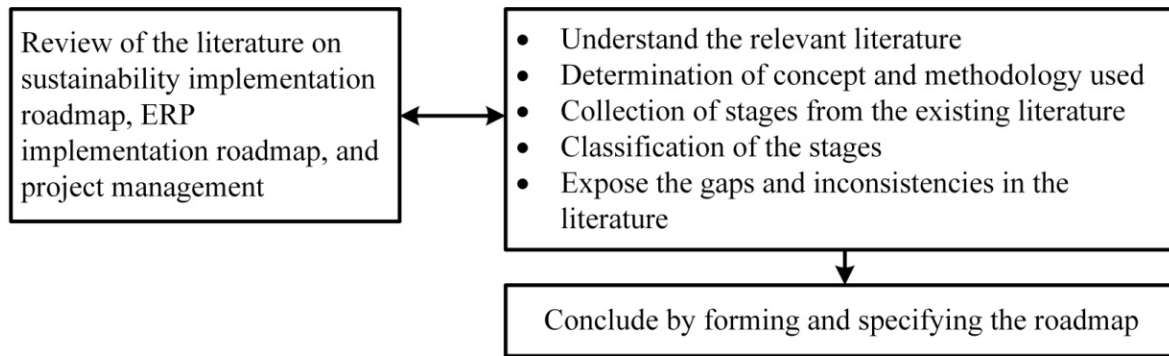 Review of the literature on
sustainability implementation
roadmap, ERP
implementation roadmap, and
project management
• Understand the relevant literature
• Determination of concept and methodology used
• Collection of stages from the existing literature
• Classification of the stages
• Expose the gaps and inconsistencies in the
literature
Conclude by forming and specifying the roadmap